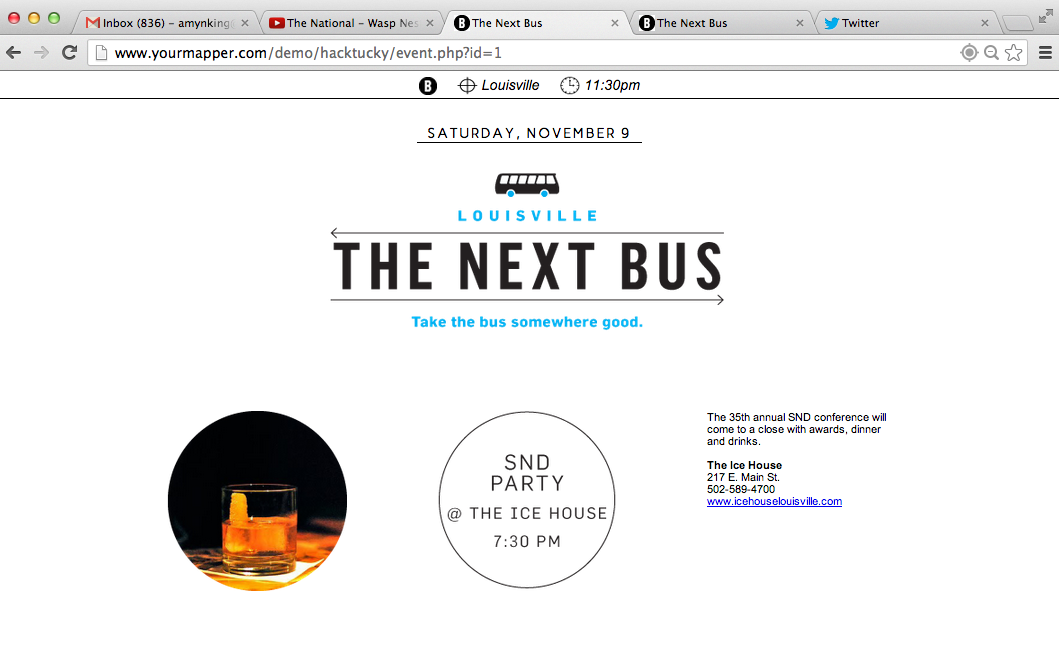 Inbox (836) – amynking
The National – Wasp Nes
B The Next Bus
B The Next Bus
Twitter
www.yourmapper.com/demo/hacktucky/event.php?id=1
B Louisville 11:30pm
SATURDAY, NOVEMBER 9
LOUISVILLE
THE NEXT BUS
Take the bus somewhere good.
SND
PARTY
@ THE ICE HOUSE
7:30 PM
The 35th annual SND conference will
come to a close with awards, dinner
and drinks.
The Ice House
217 E. Main St.
502-589-4700
www.icehouselouisville.com